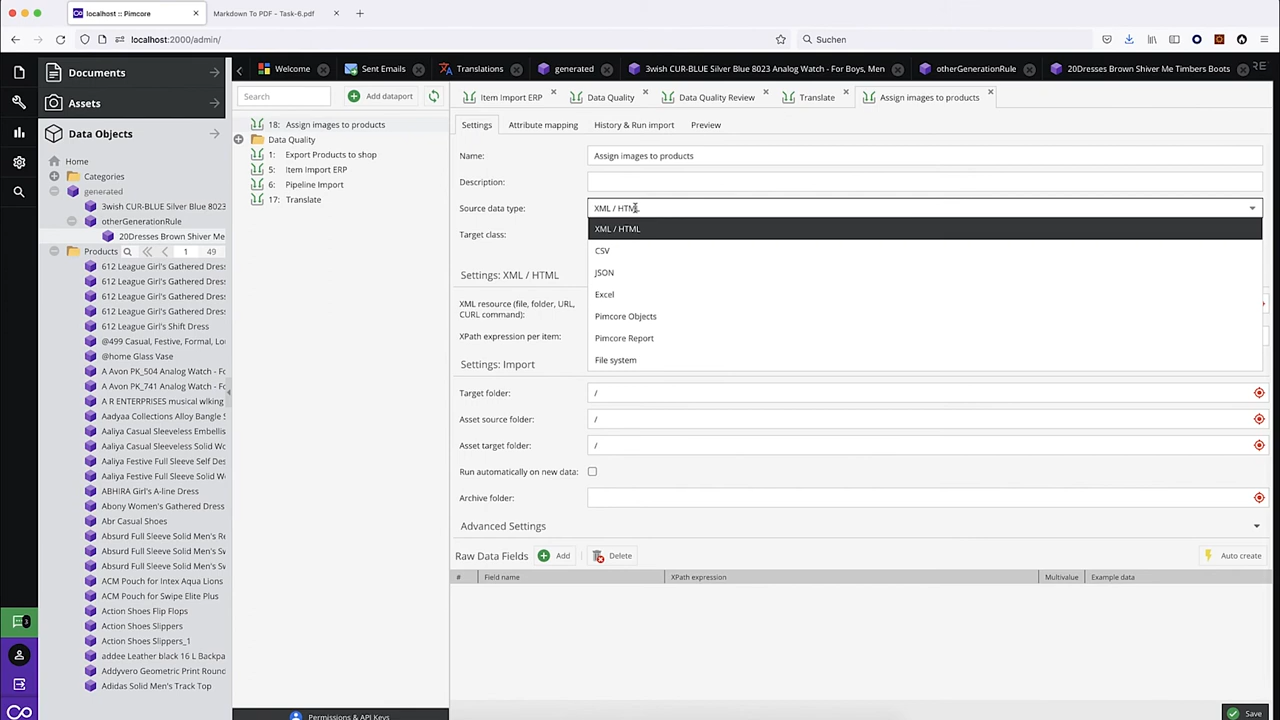 localhost :: Pimcore
Markdown To PDF – Task-6.pdf
localhost:2000/admin/
Suchen
Documents
Assets
Data Objects
Home
Categories
generated
3wish CUR-BLUE Silver Blue 8023
otherGenerationRule
20Dresses Brown Shiver Me
Products
1
49
612 League Girl's Gathered Dress
612 League Girl's Gathered Dress
612 League Girl's Gathered Dress
612 League Girl's Gathered Dress
612 League Girl's Shift Dress
@499 Casual, Festive, Formal, Lo
@home Glass Vase
A Avon PK_504 Analog Watch - Fo
A Avon PK_741 Analog Watch - Fo
A R ENTERPRISES musical wlking
Aadyaa Collections Alloy Bangle S
Aaliya Casual Sleeveless Embellis
Aaliya Casual Sleeveless Solid Wo
Aaliya Festive Full Sleeve Self Des
Aaliya Festive Full Sleeve Solid W
ABHIRA Girl's A-line Dress
Abony Women's Gathered Dress
Abr Casual Shoes
Absurd Full Sleeve Solid Men's Re
Absurd Full Sleeve Solid Men's Sw
Absurd Full Sleeve Solid Men's Sw
ACM Pouch for Intex Aqua Lions
ACM Pouch for Swipe Elite Plus
Action Shoes Flip Flops
Action Shoes Slippers
Action Shoes Slippers_1
addee Leather black 16 L Backpa
Addyvero Geometric Print Round
Adidas Solid Men's Track Top
Welcome
Sent Emails
Translations
generated
3wish CUR-BLUE Silver Blue 8023 Analog Watch - For Boys, Men
otherGenerationRule
20Dresses Brown Shiver Me Timbers Boots
Search
Add dataport
18: Assign images to products
Data Quality
1: Export Products to shop
5: Item Import ERP
6: Pipeline Import
17: Translate
Permissions & API Keys
Item Import ERP
Data Quality
Data Quality Review
Translate
Assign images to products
Settings
Attribute mapping
History & Run import
Preview
Name:
Assign images to products
Description:
Source data type:
XML / HTML
XML / HTML
CSV
JSON
Excel
Pimcore Objects
Pimcore Report
File system
Target class:
Settings: XML / HTML
XML resource (file, folder, URL,
CURL command):
XPath expression per item:
Settings: Import
Target folder:
/
Asset source folder:
/
Asset target folder:
/
Run automatically on new data:
Archive folder:
Advanced Settings
Raw Data Fields
Add
Delete
Auto create
#
Field name
XPath expression
Multivalue
Example data
Save